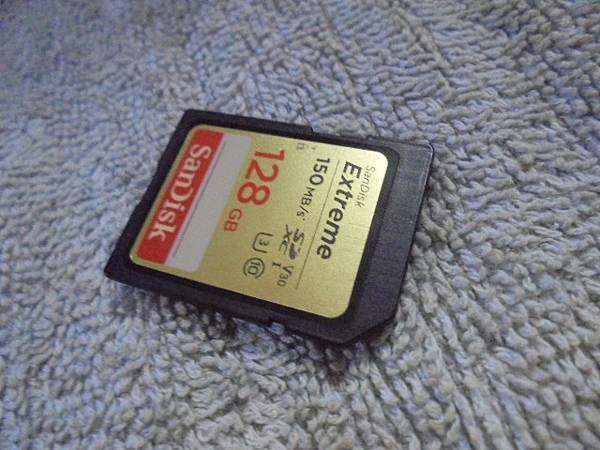 SanDisk
Extreme
150 MB/s*
SD XC I V30
U3 10
128 GB
SanDisk